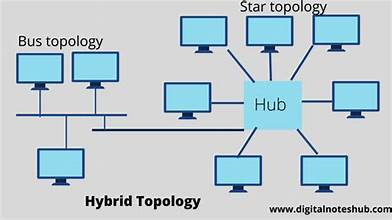 Star topology
Bus topology
Hub
Hybrid Topology
www.digitalnoteshub.com